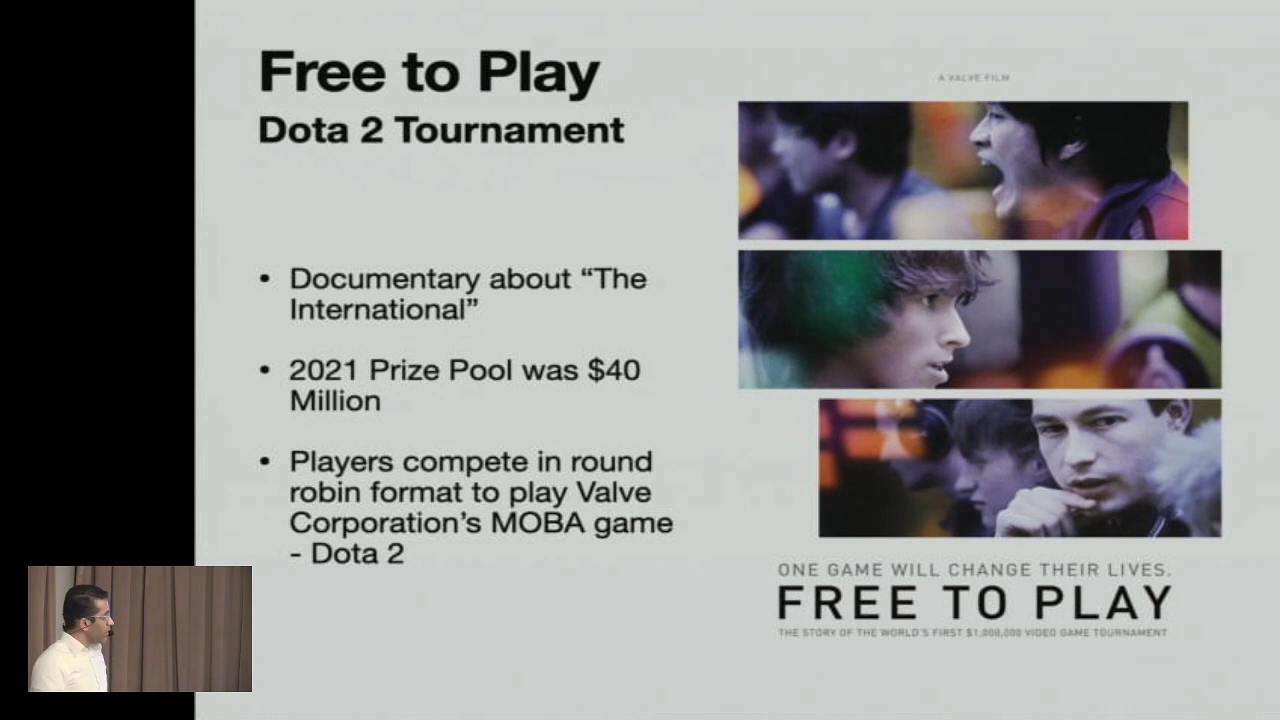 Free to Play
Dota 2 Tournament
• Documentary about “The
International”
• 2021 Prize Pool was $40
Million
• Players compete in round
robin format to play Valve
Corporation’s MOBA game
- Dota 2
A VALVE FILM
ONE GAME WILL CHANGE THEIR LIVES.
FREE TO PLAY
THE STORY OF THE WORLD'S FIRST $1,000,000 VIDEO GAME TOURNAMENT